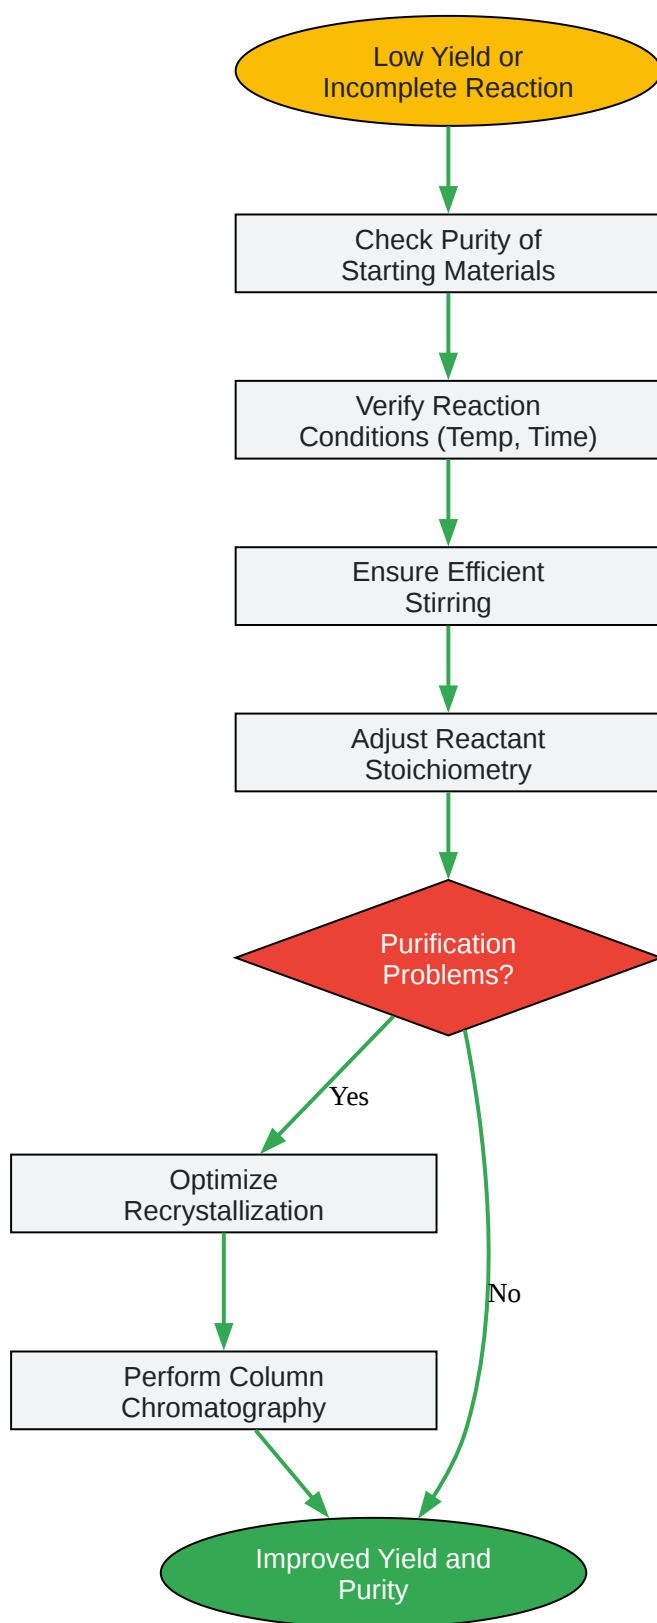 Low Yield or
Incomplete Reaction
Check Purity of
Starting Materials
Verify Reaction
Conditions (Temp, Time)
Ensure Efficient
Stirring
Adjust Reactant
Stoichiometry
Purification
Problems?
Yes
Optimize
Recrystallization
No
Perform Column
Chromatography
Improved Yield and
Purity